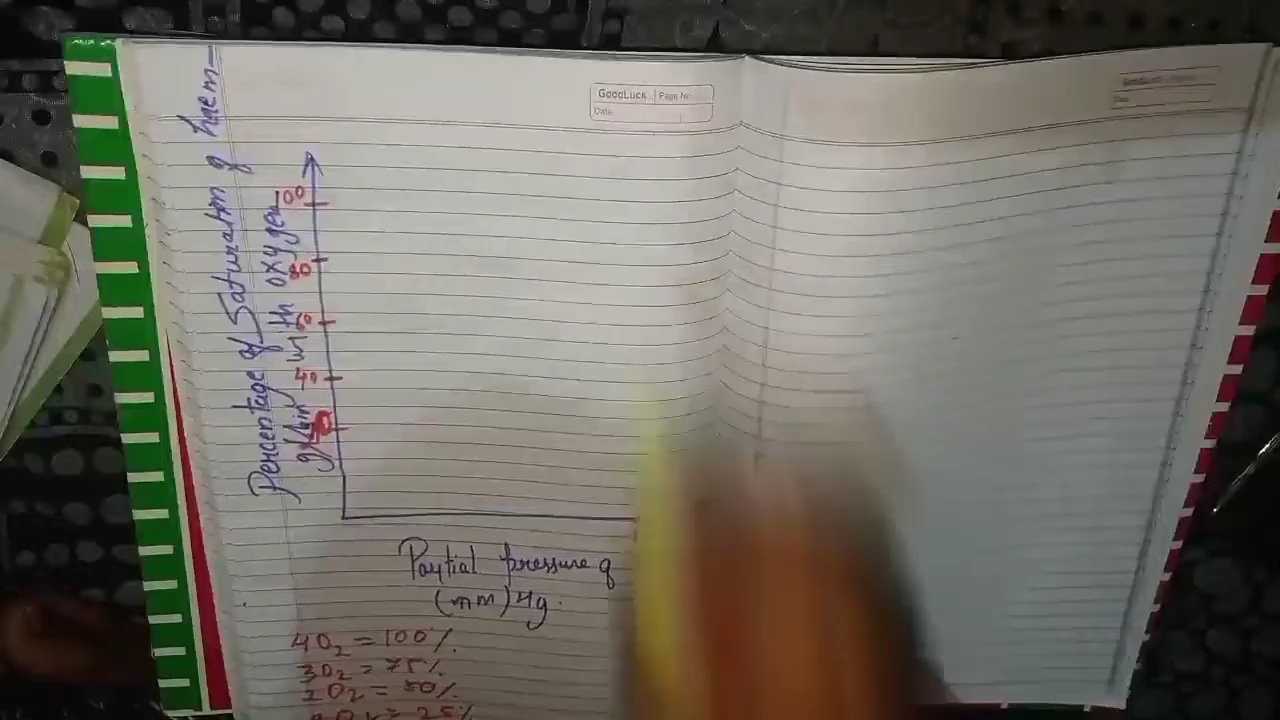 GoodLuck Page No.
Date
Percentage of Saturation of haem-
globin with oxygen
100
80
60
40
20
Partial pressure of
(mm) Hg.
4O2 = 100%.
3O2 = 75%
2O2 = 50%
= 25%